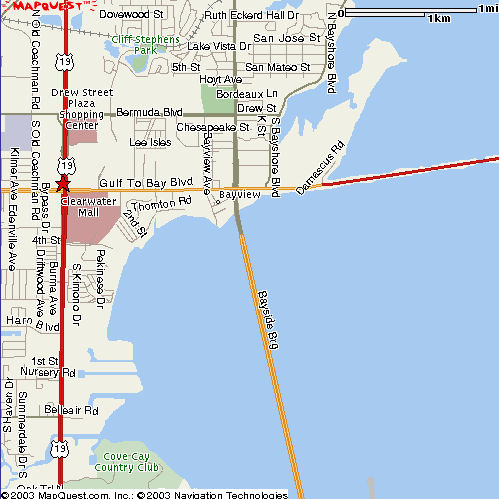 MAPQUEST
Dovewood St
Ruth Eckerd Hall Dr
1mi
1km
N Old Coachman Rd
Cliff Stephens
Park
Lake Vista Dr
San Jose St
N Bayshore Blvd
19
5th St
San Mateo St
Hoyt Ave
Drew Street
Plaza
Shopping
Center
Bordeaux Ln
Bermuda Blvd
Drew St
Chesapeake St
K St
S Bayshore Blvd
S Old Coachman Rd
Lee Isles
Bayview Ave
Damascus Rd
19
Kilmer Ave
Edenville Ave
Bypass Dr
Gulf To Bay Blvd
Bayview
Clearwater
Mall
Thornton Rd
2nd St
4th St
Driftwood Ave
Burma Ave
S Kimono Dr
Pekinese Dr
Bayside Brg
Harn Blvd
1st St
Nursery Rd
S Haven Dr
Summerdale Dr S
Belleair Rd
19
Cove Cay
Country Club
Oak Trl
©2003 MapQuest.com, Inc.; ©2003 Navigation Technologies